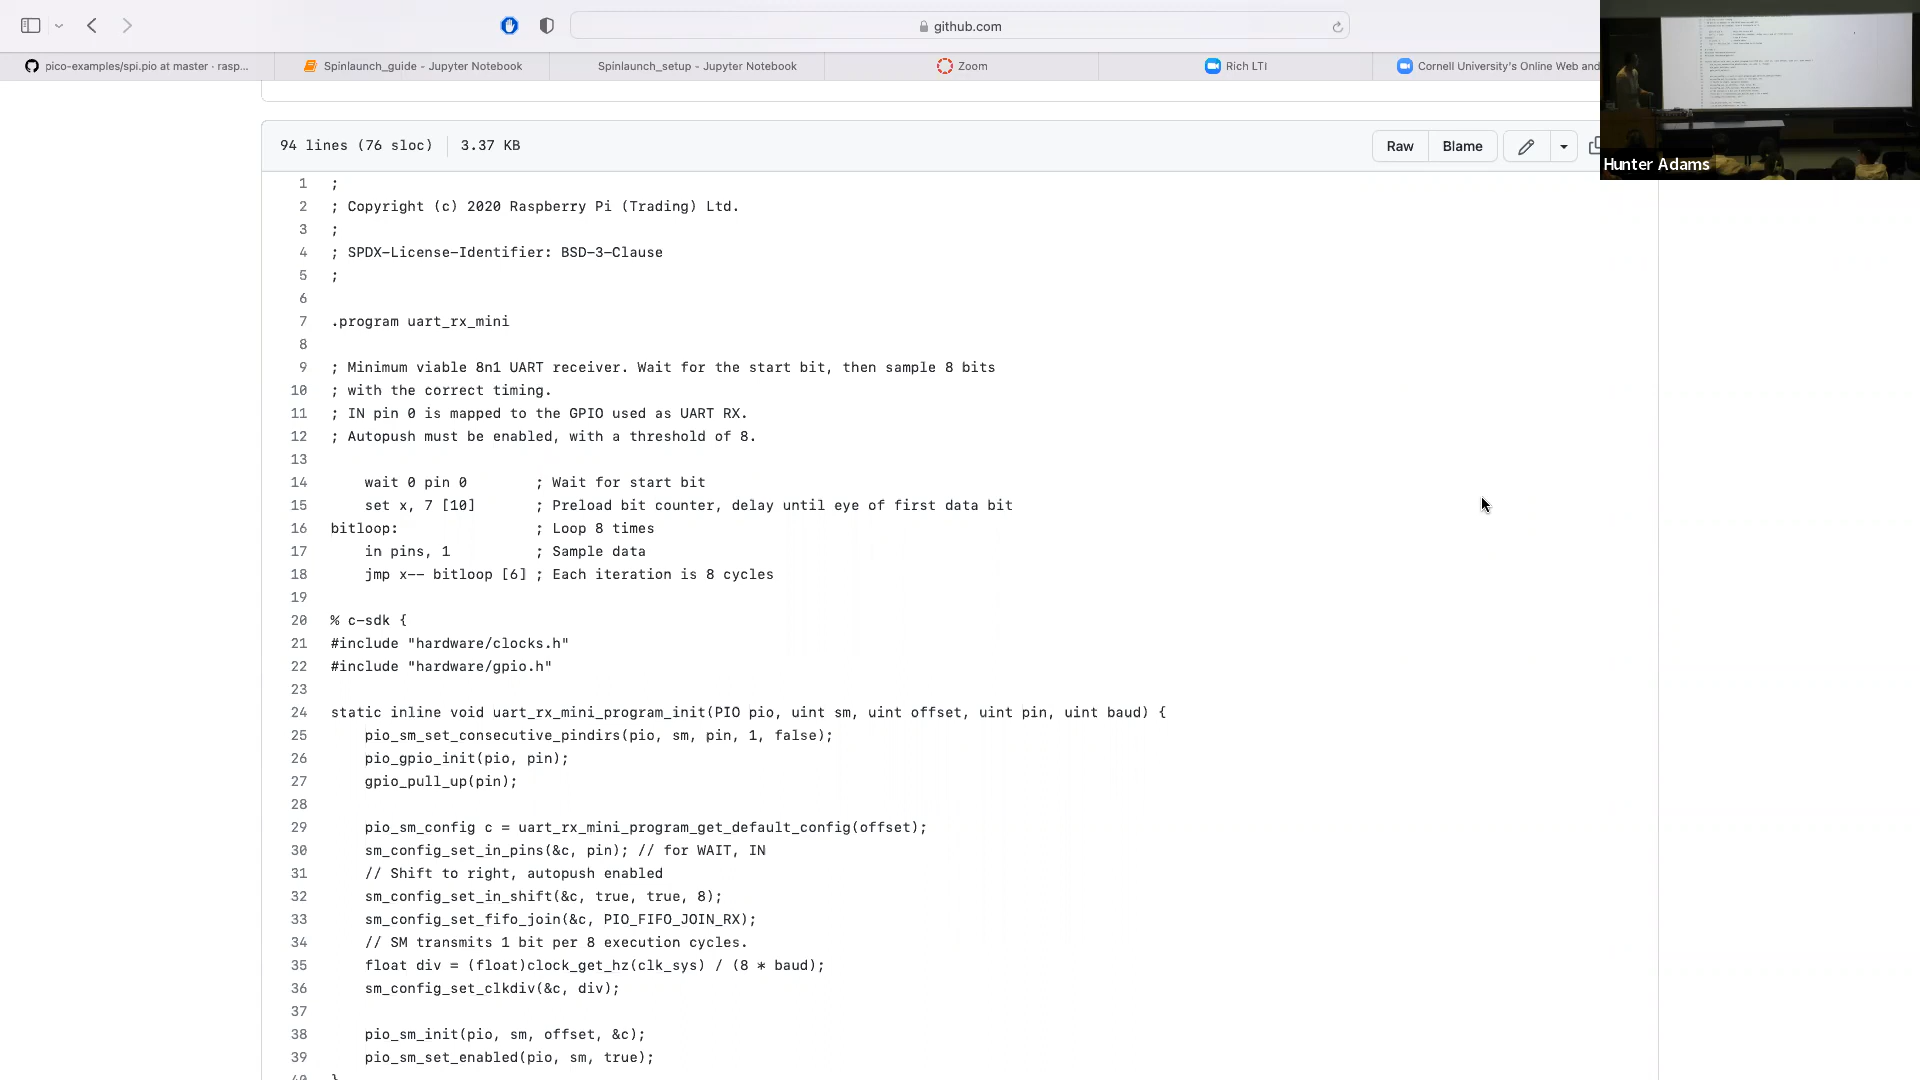 github.com
pico-examples/spi.pio at master · rasp...
Spinlaunch_guide - Jupyter Notebook
Spinlaunch_setup - Jupyter Notebook
Zoom
Rich LTI
Cornell University's Online Web and
Hunter Adams
94 lines (76 sloc) 3.37 KB
Raw
Blame
1 ;
2 ; Copyright (c) 2020 Raspberry Pi (Trading) Ltd.
3 ;
4 ; SPDX-License-Identifier: BSD-3-Clause
5 ;
6
7 .program uart_rx_mini
8
9 ; Minimum viable 8n1 UART receiver. Wait for the start bit, then sample 8 bits
10 ; with the correct timing.
11 ; IN pin 0 is mapped to the GPIO used as UART RX.
12 ; Autopush must be enabled, with a threshold of 8.
13
14 wait 0 pin 0 ; Wait for start bit
15 set x, 7 [10] ; Preload bit counter, delay until eye of first data bit
16 bitloop: ; Loop 8 times
17 in pins, 1 ; Sample data
18 jmp x-- bitloop [6] ; Each iteration is 8 cycles
19
20 % c-sdk {
21 #include "hardware/clocks.h"
22 #include "hardware/gpio.h"
23
24 static inline void uart_rx_mini_program_init(PIO pio, uint sm, uint offset, uint pin, uint baud) {
25 pio_sm_set_consecutive_pindirs(pio, sm, pin, 1, false);
26 pio_gpio_init(pio, pin);
27 gpio_pull_up(pin);
28
29 pio_sm_config c = uart_rx_mini_program_get_default_config(offset);
30 sm_config_set_in_pins(&c, pin); // for WAIT, IN
31 // Shift to right, autopush enabled
32 sm_config_set_in_shift(&c, true, true, 8);
33 sm_config_set_fifo_join(&c, PIO_FIFO_JOIN_RX);
34 // SM transmits 1 bit per 8 execution cycles.
35 float div = (float)clock_get_hz(clk_sys) / (8 * baud);
36 sm_config_set_clkdiv(&c, div);
37
38 pio_sm_init(pio, sm, offset, &c);
39 pio_sm_set_enabled(pio, sm, true);
40 }